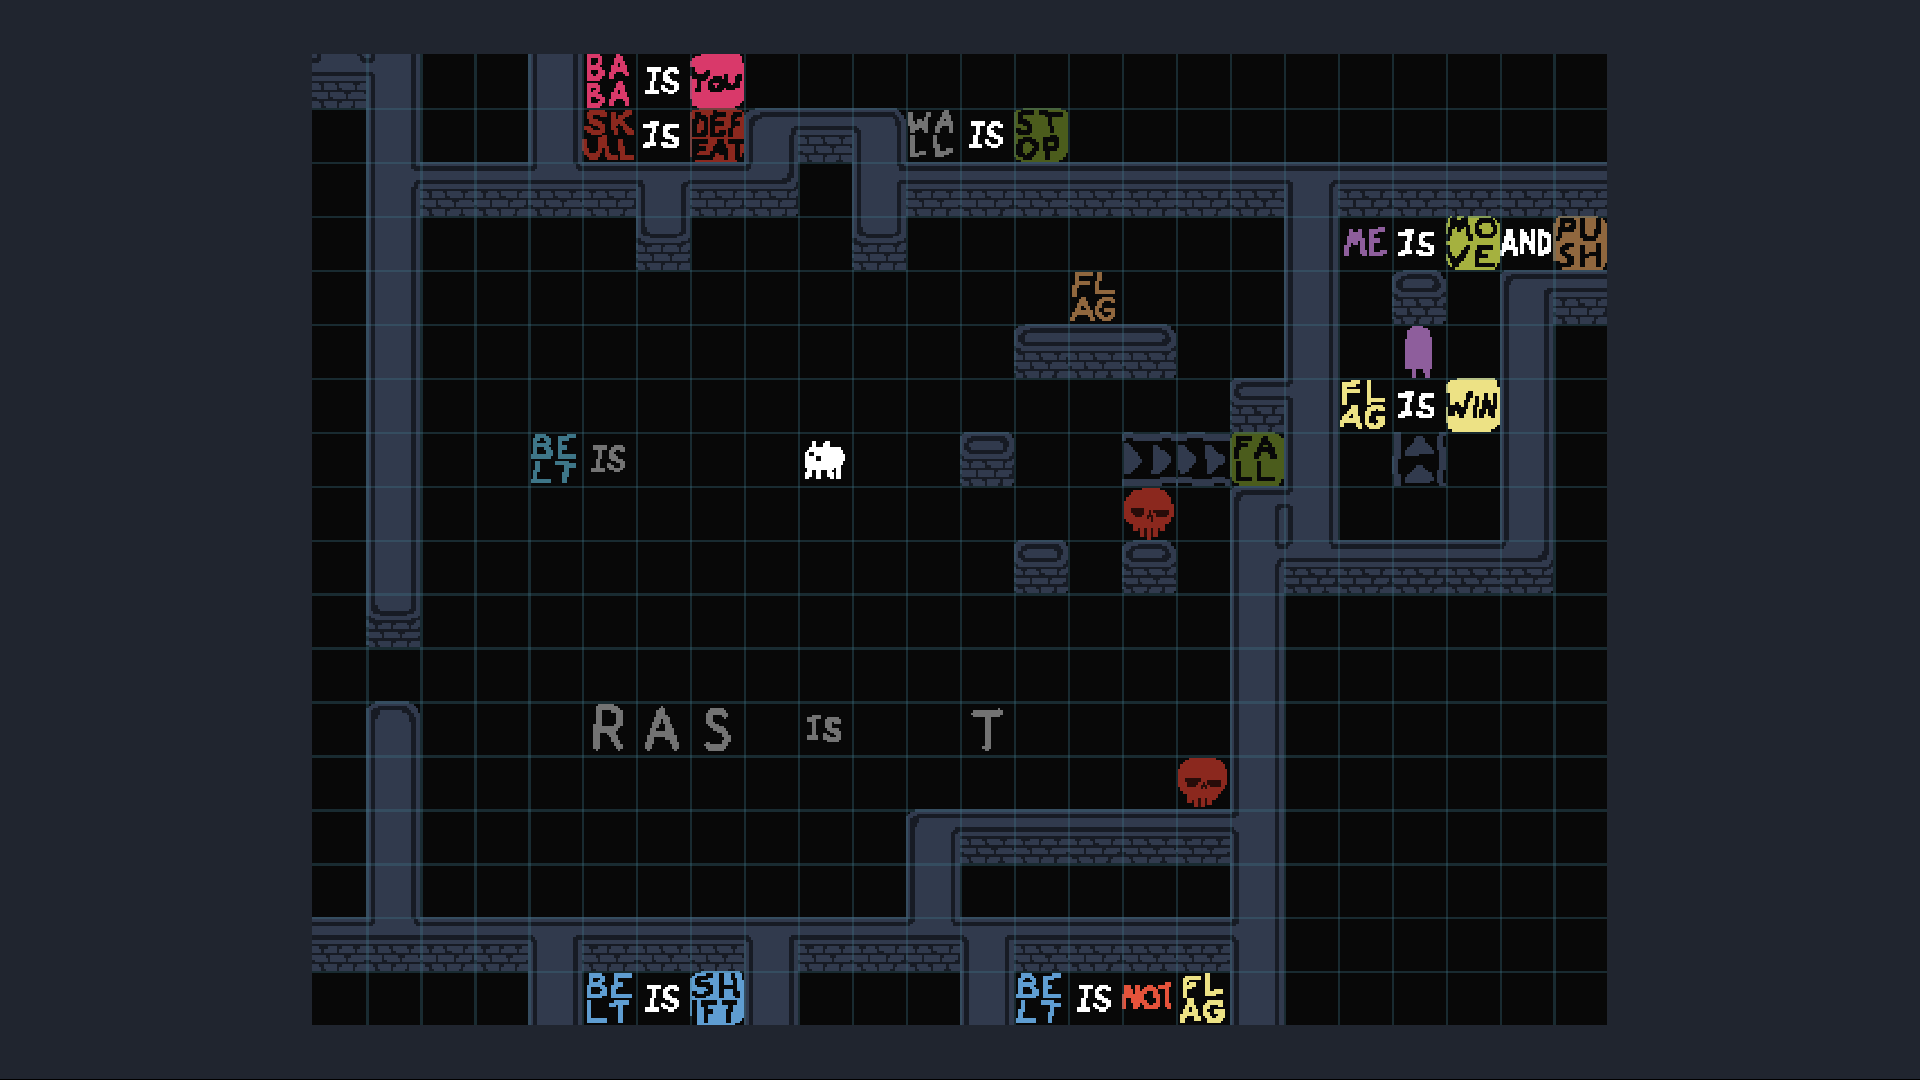 BABA IS YOU
SKULL IS DEFEAT
WALL IS STOP
ME IS MOVE AND PUSH
FLAG
FLAG IS WIN
BELT IS
FALL
R A S IS T
BELT IS SHIFT
BELT IS NOT FLAG